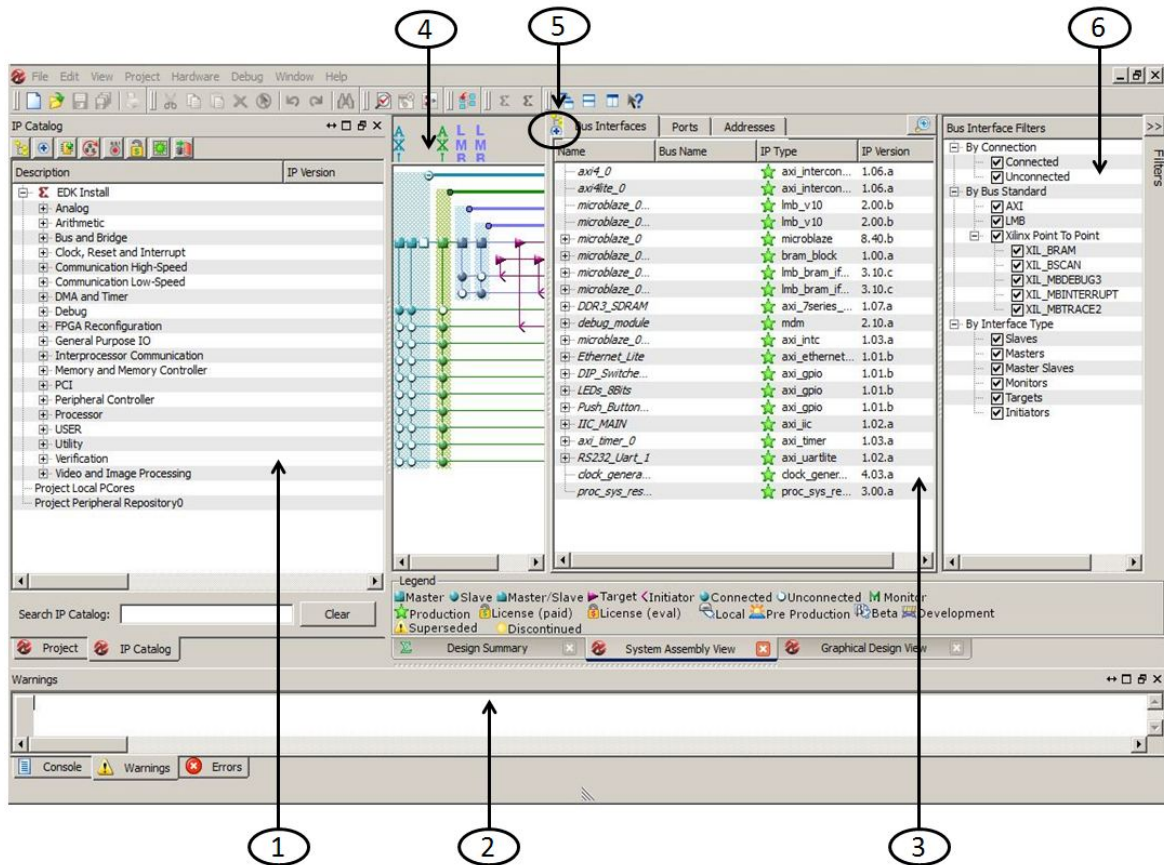 4
5
6
File Edit View Project Hardware Debug Window Help
IP Catalog
Description IP Version
EDK Install
Analog
Arithmetic
Bus and Bridge
Clock, Reset and Interrupt
Communication High-Speed
Communication Low-Speed
DMA and Timer
Debug
FPGA Reconfiguration
General Purpose IO
Interprocessor Communication
Memory and Memory Controller
PCI
Peripheral Controller
Processor
USER
Utility
Verification
Video and Image Processing
Project Local PCores
Project Peripheral Repository0
Search IP Catalog: Clear
Project IP Catalog
AXI AXI LMB LMB
Bus Interfaces Ports Addresses
Name Bus Name IP Type IP Version
axi4_0 axi_intercon... 1.06.a
axi4lite_0 axi_intercon... 1.06.a
microblaze_0... lmb_v10 2.00.b
microblaze_0... lmb_v10 2.00.b
microblaze_0 microblaze 8.40.b
microblaze_0... bram_block 1.00.a
microblaze_0... lmb_bram_if... 3.10.c
microblaze_0... lmb_bram_if... 3.10.c
DDR3_SDRAM axi_7series_... 1.07.a
debug_module mdm 2.10.a
microblaze_0... axi_intc 1.03.a
Ethernet_Lite axi_ethernet... 1.01.b
DIP_Switche... axi_gpio 1.01.b
LEDs_8Bits axi_gpio 1.01.b
Push_Button... axi_gpio 1.01.b
IIC_MAIN axi_iic 1.02.a
axi_timer_0 axi_timer 1.03.a
RS232_Uart_1 axi_uartlite 1.02.a
clock_genera... clock_gener... 4.03.a
proc_sys_res... proc_sys_re... 3.00.a
Bus Interface Filters >>
Filters
By Connection
Connected
Unconnected
By Bus Standard
AXI
LMB
Xilinx Point To Point
XIL_BRAM
XIL_BSCAN
XIL_MBDEBUG3
XIL_MBINTERRUPT
XIL_MBTRACE2
By Interface Type
Slaves
Masters
Master Slaves
Monitors
Targets
Initiators
Legend
Master Slave Master/Slave Target Initiator Connected Unconnected M Monitor
Production License (paid) License (eval) Local Pre Production Beta Development
Superseded Discontinued
Design Summary System Assembly View Graphical Design View
Warnings
Console Warnings Errors
1
2
3